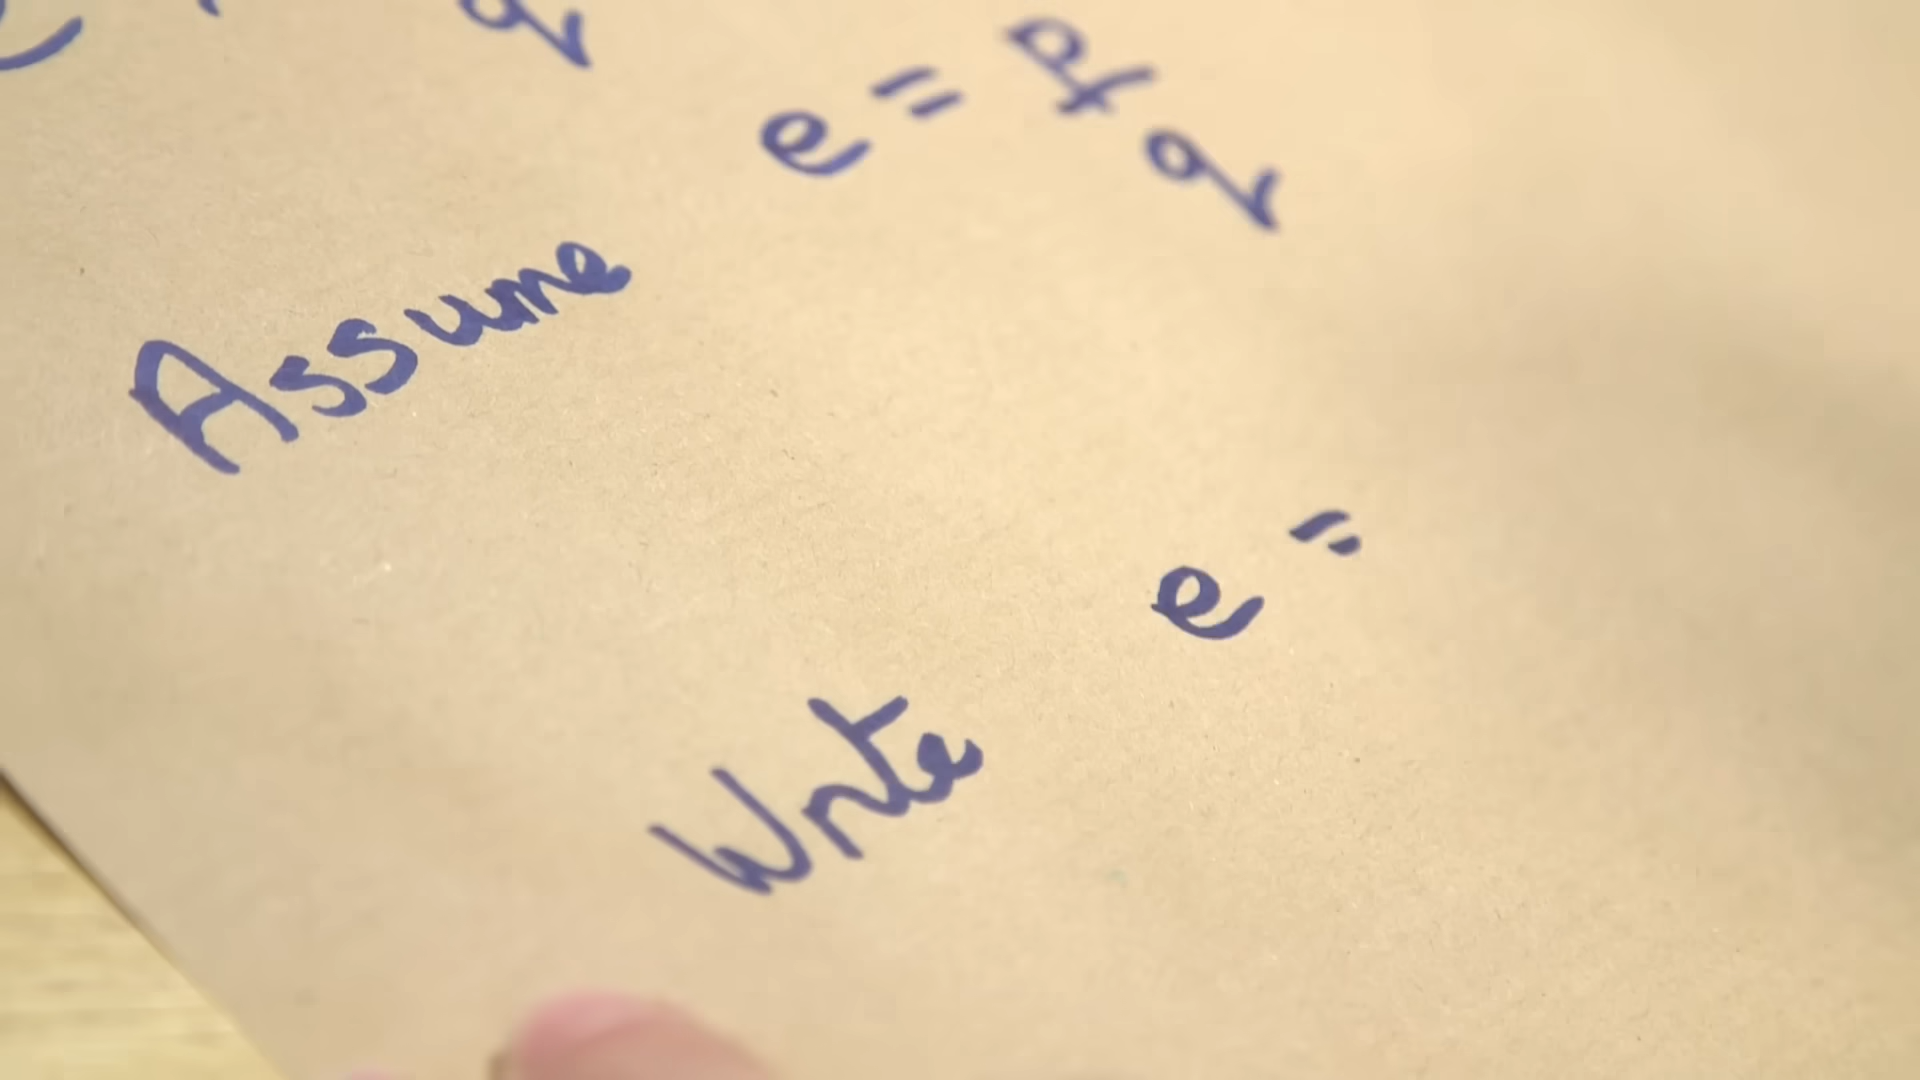 q
Assume e = p/q
Write e =